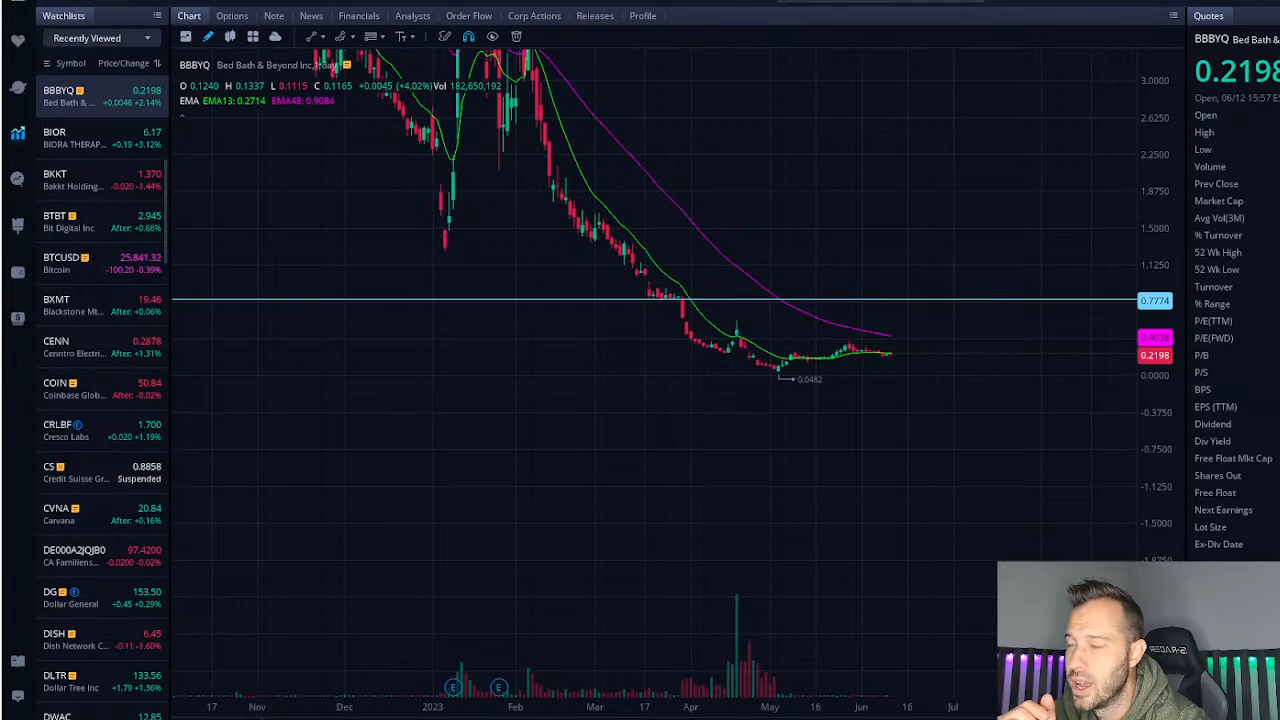 Watchlists
Chart Options Note News Financials Analysts Order Flow Corp Actions Releases Profile
Quotes
Recently Viewed
Symbol Price/Change
BBBYQ 0.2198
Bed Bath & ... +0.0046 +2.14%
BIOR 6.17
BIORA THERAP... +0.19 +3.12%
BKKT 1.370
Bakkt Holding... -0.020 -1.44%
BTBT 2.945
Bit Digital Inc After: +0.68%
BTCUSD 25,841.32
Bitcoin -100.20 -0.39%
BXMT 19.46
Blackstone Mt... After: +0.06%
CENN 0.2878
Cenntro Electri... After: +1.31%
COIN 50.84
Coinbase Glob... After: -0.02%
CRLBF E 1.700
Cresco Labs +0.020 +1.19%
CS 0.8858
Credit Suisse Gr... Suspended
CVNA 20.84
Carvana After: +0.16%
DE000A2JQJB0 97.4200
CA Familiens... -0.0200 -0.02%
DG E 153.50
Dollar General +0.45 +0.29%
DISH 6.45
Dish Network C... -0.11 -1.60%
DLTR 133.56
Dollar Tree Inc +1.79 +1.36%
DWAC 12.85
BBBYQ Bed Bath & Beyond Inc,
O 0.1240 H 0.1337 L 0.1115 C 0.1165 +0.0045 (+4.02%) Vol 182,650,192
EMA EMA13: 0.2714 EMA48: 0.9084
3.0000
2.6250
2.2500
1.8750
1.5000
1.1250
0.7774
0.4038
0.2198
0.0000
-0.3750
-0.7500
-1.1250
-1.5000
-1.8750
0.0482
E E
17 Nov Dec 2023 Feb Mar 17 Apr May 16 Jun 16 Jul
BBBYQ Bed Bath &
0.2198
Open, 06/12 15:57
Open
High
Low
Volume
Prev Close
Market Cap
Avg Vol(3M)
% Turnover
52 Wk High
52 Wk Low
Turnover
% Range
P/E(TTM)
P/E(FWD)
P/B
P/S
BPS
EPS (TTM)
Dividend
Div Yield
Free Float Mkt Cap
Shares Out
Free Float
Next Earnings
Lot Size
Ex-Div Date